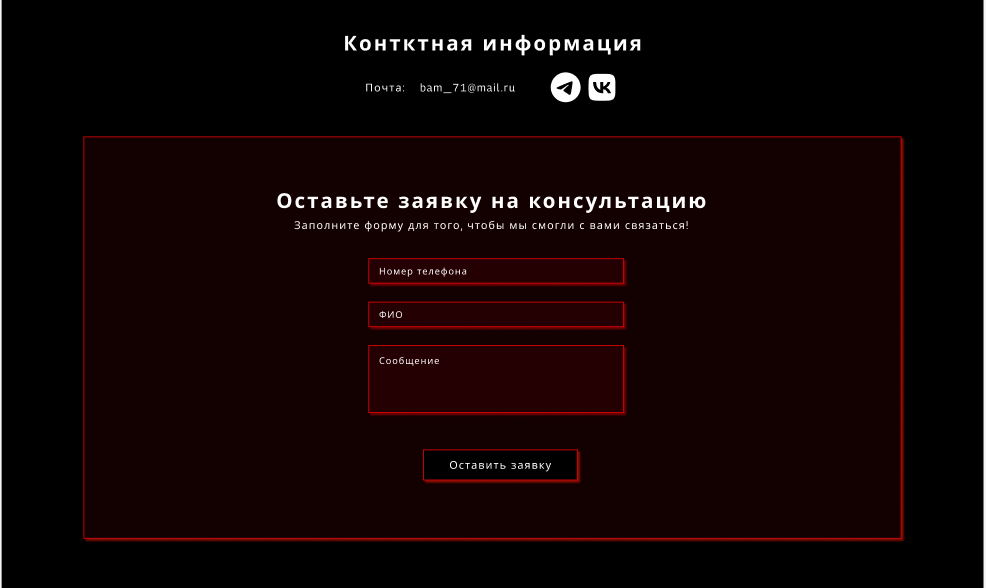 Контктная информация
Почта: bam_71@mail.ru
Оставьте заявку на консультацию
Заполните форму для того, чтобы мы смогли с вами связаться!
Номер телефона
ФИО
Сообщение
Оставить заявку